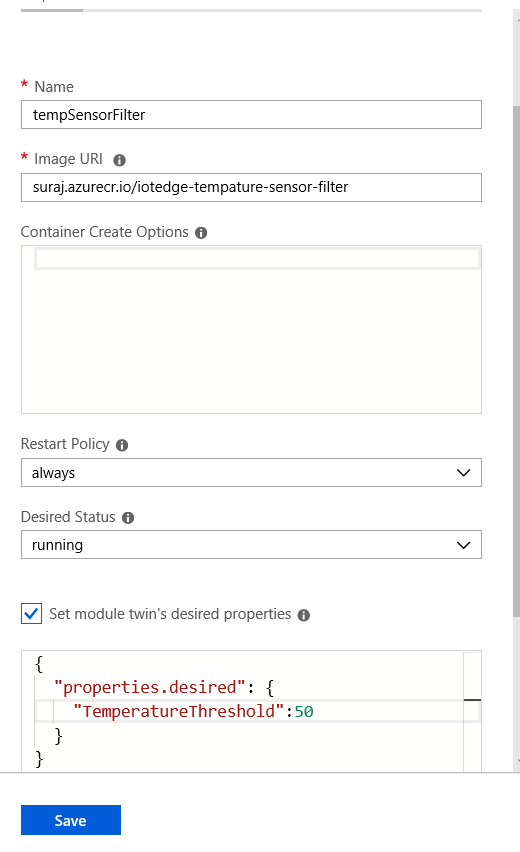 * Name
tempSensorFilter
* Image URI
suraj.azurecr.io/iotedge-tempature-sensor-filter
Container Create Options
Restart Policy
always
Desired Status
running
Set module twin's desired properties
{
"properties.desired": {
"TemperatureThreshold":50
}
}
Save